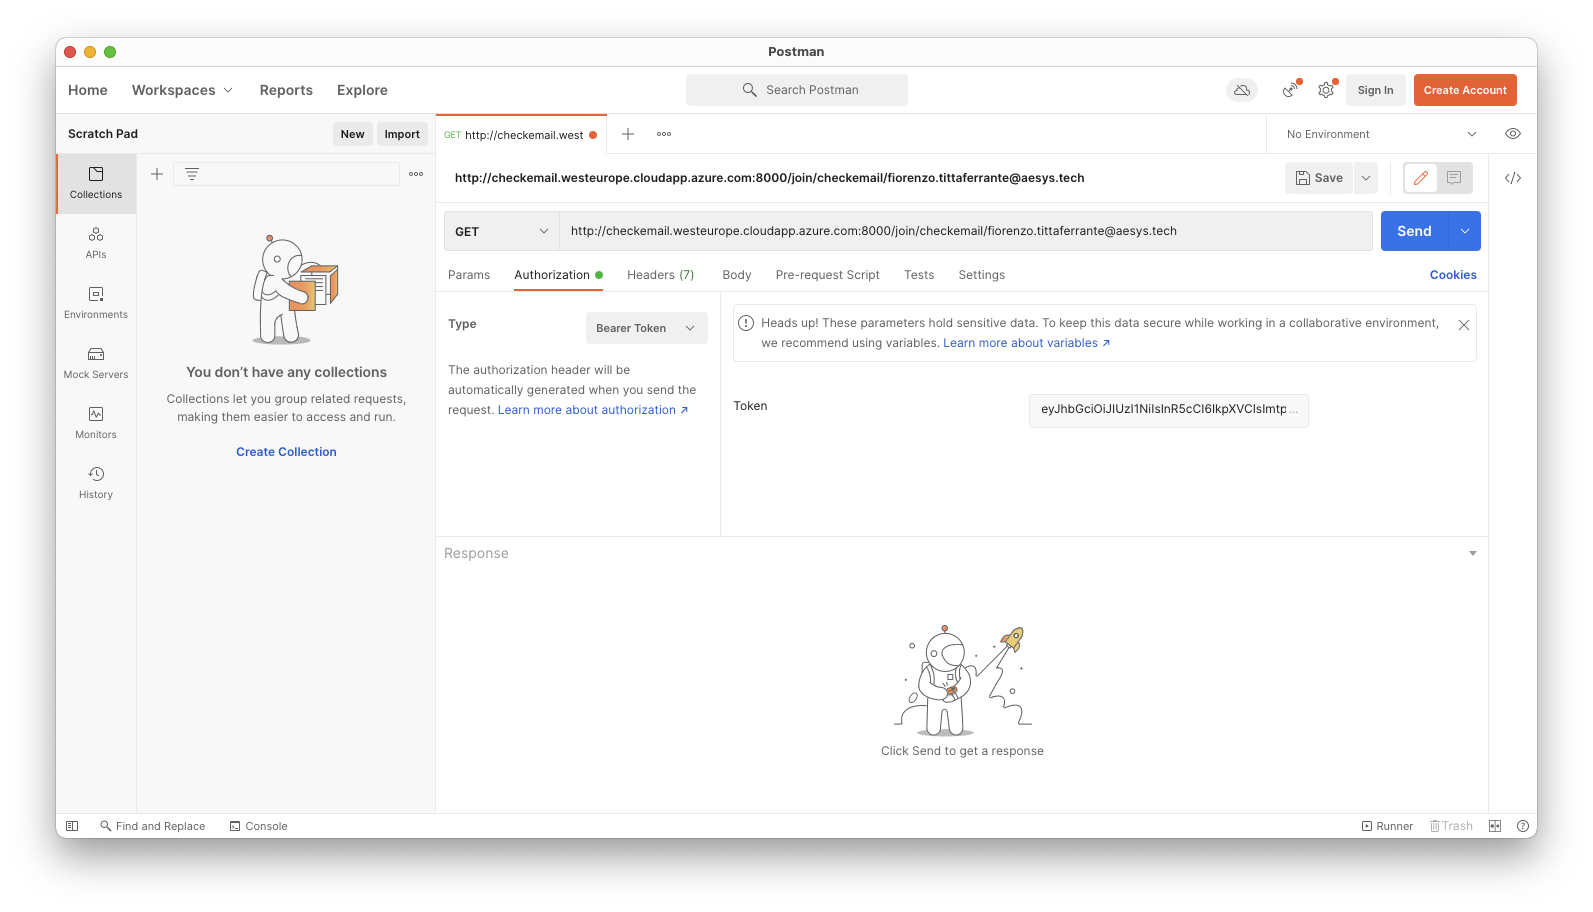 Postman
Home Workspaces Reports Explore
Search Postman
Sign In Create Account
Scratch Pad New Import
GET http://checkemail.west
No Environment
Collections
APIs
Environments
Mock Servers
Monitors
History
You don't have any collections
Collections let you group related requests,
making them easier to access and run.
Create Collection
http://checkemail.westeurope.cloudapp.azure.com:8000/join/checkemail/fiorenzo.tittaferrante@aesys.tech
Save
GET http://checkemail.westeurope.cloudapp.azure.com:8000/join/checkemail/fiorenzo.tittaferrante@aesys.tech
Send
Params Authorization Headers (7) Body Pre-request Script Tests Settings
Cookies
Type Bearer Token
The authorization header will be
automatically generated when you send the
request. Learn more about authorization ↗
Heads up! These parameters hold sensitive data. To keep this data secure while working in a collaborative environment,
we recommend using variables. Learn more about variables ↗
Token eyJhbGciOiJIUzI1NiIsInR5cCI6IkpXVCIsImtp...
Response
Click Send to get a response
Find and Replace Console
Runner Trash